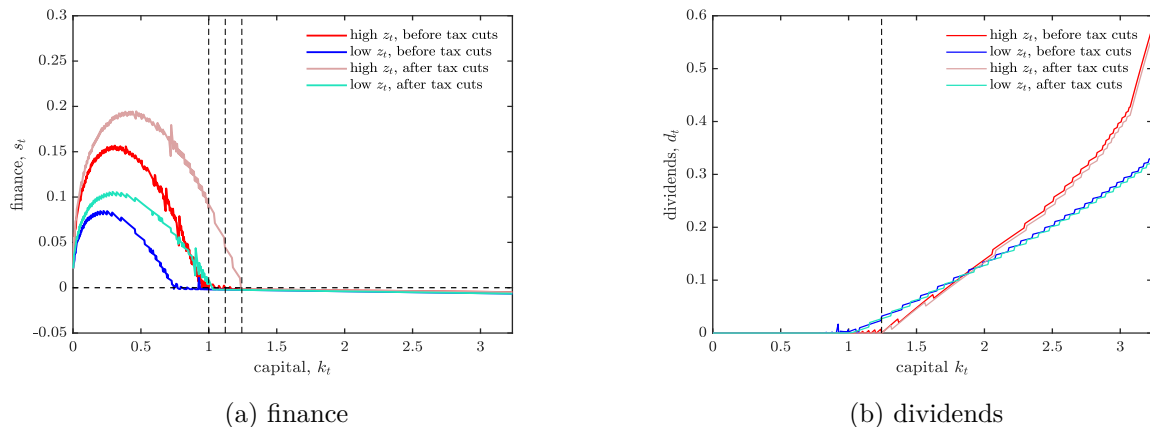 0.3
0.25
0.2
0.15
0.1
0.05
0
-0.05
finance, s_t
high z_t, before tax cuts
low z_t, before tax cuts
high z_t, after tax cuts
low z_t, after tax cuts
0 0.5 1 1.5 2 2.5 3
capital, k_t
(a) finance
0.6
0.5
0.4
0.3
0.2
0.1
0
dividends, d_t
high z_t, before tax cuts
low z_t, before tax cuts
high z_t, after tax cuts
low z_t, after tax cuts
0 0.5 1 1.5 2 2.5 3
capital k_t
(b) dividends